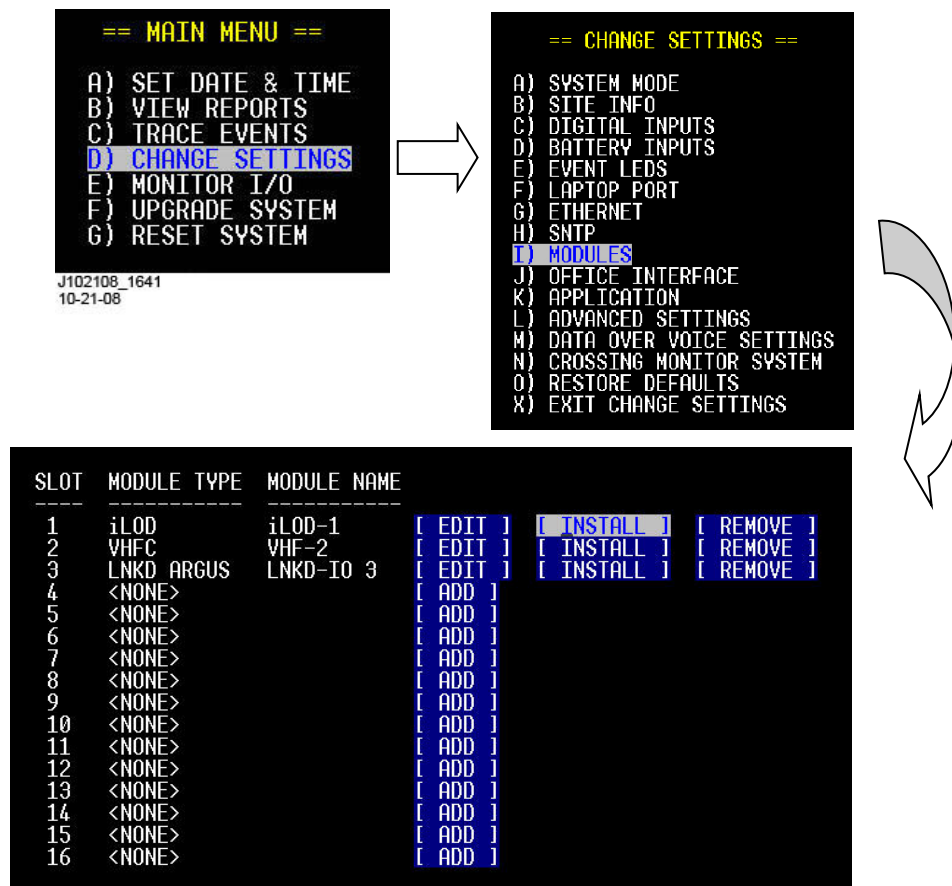 == MAIN MENU ==
A) SET DATE & TIME
B) VIEW REPORTS
C) TRACE EVENTS
D) CHANGE SETTINGS
E) MONITOR I/O
F) UPGRADE SYSTEM
G) RESET SYSTEM
J102108_1641
10-21-08
== CHANGE SETTINGS ==
A) SYSTEM MODE
B) SITE INFO
C) DIGITAL INPUTS
D) BATTERY INPUTS
E) EVENT LEDS
F) LAPTOP PORT
G) ETHERNET
H) SNTP
I) MODULES
J) OFFICE INTERFACE
K) APPLICATION
L) ADVANCED SETTINGS
M) DATA OVER VOICE SETTINGS
N) CROSSING MONITOR SYSTEM
O) RESTORE DEFAULTS
X) EXIT CHANGE SETTINGS
SLOT MODULE TYPE MODULE NAME
---- ----------- -----------
1 iLOD iLOD-1 [ EDIT ] [ INSTALL ] [ REMOVE ]
2 VHFC VHF-2 [ EDIT ] [ INSTALL ] [ REMOVE ]
3 LNKD ARGUS LNKD-IO 3 [ EDIT ] [ INSTALL ] [ REMOVE ]
4 <NONE> [ ADD ]
5 <NONE> [ ADD ]
6 <NONE> [ ADD ]
7 <NONE> [ ADD ]
8 <NONE> [ ADD ]
9 <NONE> [ ADD ]
10 <NONE> [ ADD ]
11 <NONE> [ ADD ]
12 <NONE> [ ADD ]
13 <NONE> [ ADD ]
14 <NONE> [ ADD ]
15 <NONE> [ ADD ]
16 <NONE> [ ADD ]